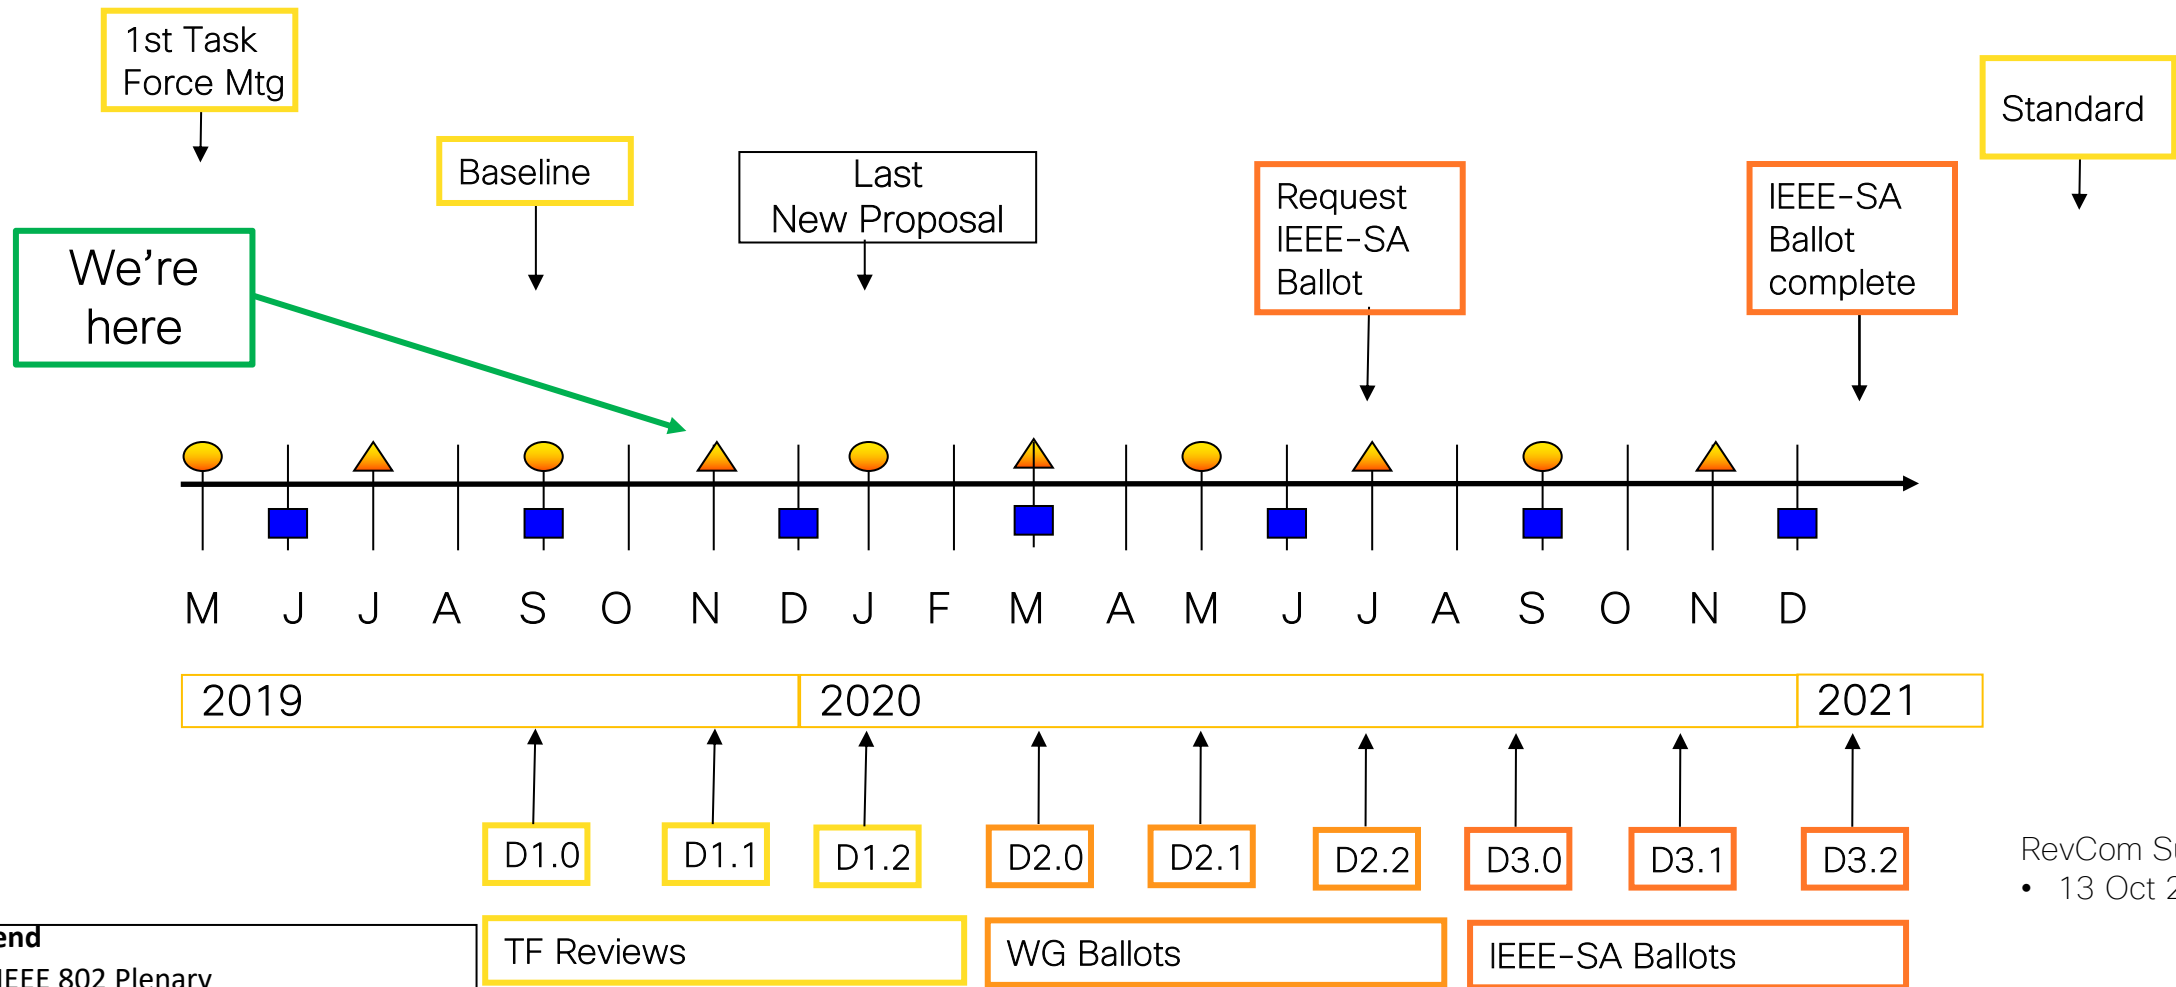 1st Task
Force Mtg
Standard
Baseline
Last
New Proposal
Request
IEEE-SA
Ballot
IEEE-SA
Ballot
complete
We're
here
M J J A S O N D J F M A M J J A S O N D
2019 2020 2021
D1.0 D1.1 D1.2 D2.0 D2.1 D2.2 D3.0 D3.1 D3.2
RevCom
• 13 Oct
TF Reviews WG Ballots IEEE-SA Ballots
IEEE 802 Plenary